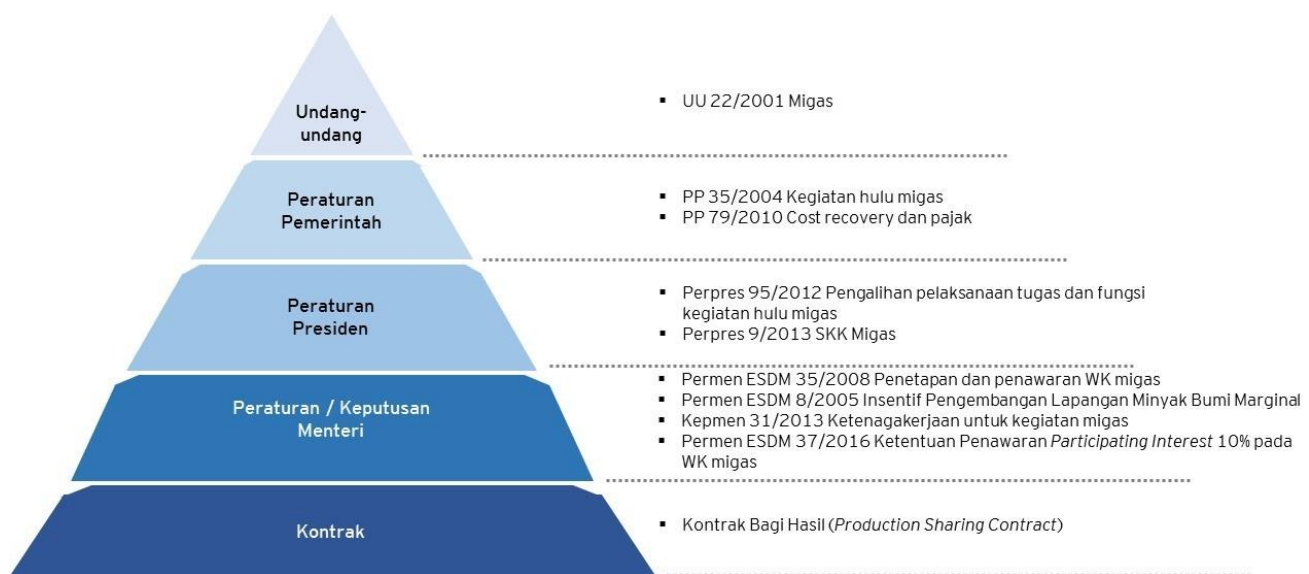 Undang-
undang
▪ UU 22/2001 Migas
Peraturan
Pemerintah
▪ PP 35/2004 Kegiatan hulu migas
▪ PP 79/2010 Cost recovery dan pajak
Peraturan
Presiden
▪ Perpres 95/2012 Pengalihan pelaksanaan tugas dan fungsi
kegiatan hulu migas
▪ Perpres 9/2013 SKK Migas
Peraturan / Keputusan
Menteri
▪ Permen ESDM 35/2008 Penetapan dan penawaran WK migas
▪ Permen ESDM 8/2005 Insentif Pengembangan Lapangan Minyak Bumi Marginal
▪ Kepmen 31/2013 Ketenagakerjaan untuk kegiatan migas
▪ Permen ESDM 37/2016 Ketentuan Penawaran Participating Interest 10% pada
WK migas
Kontrak
▪ Kontrak Bagi Hasil (Production Sharing Contract)